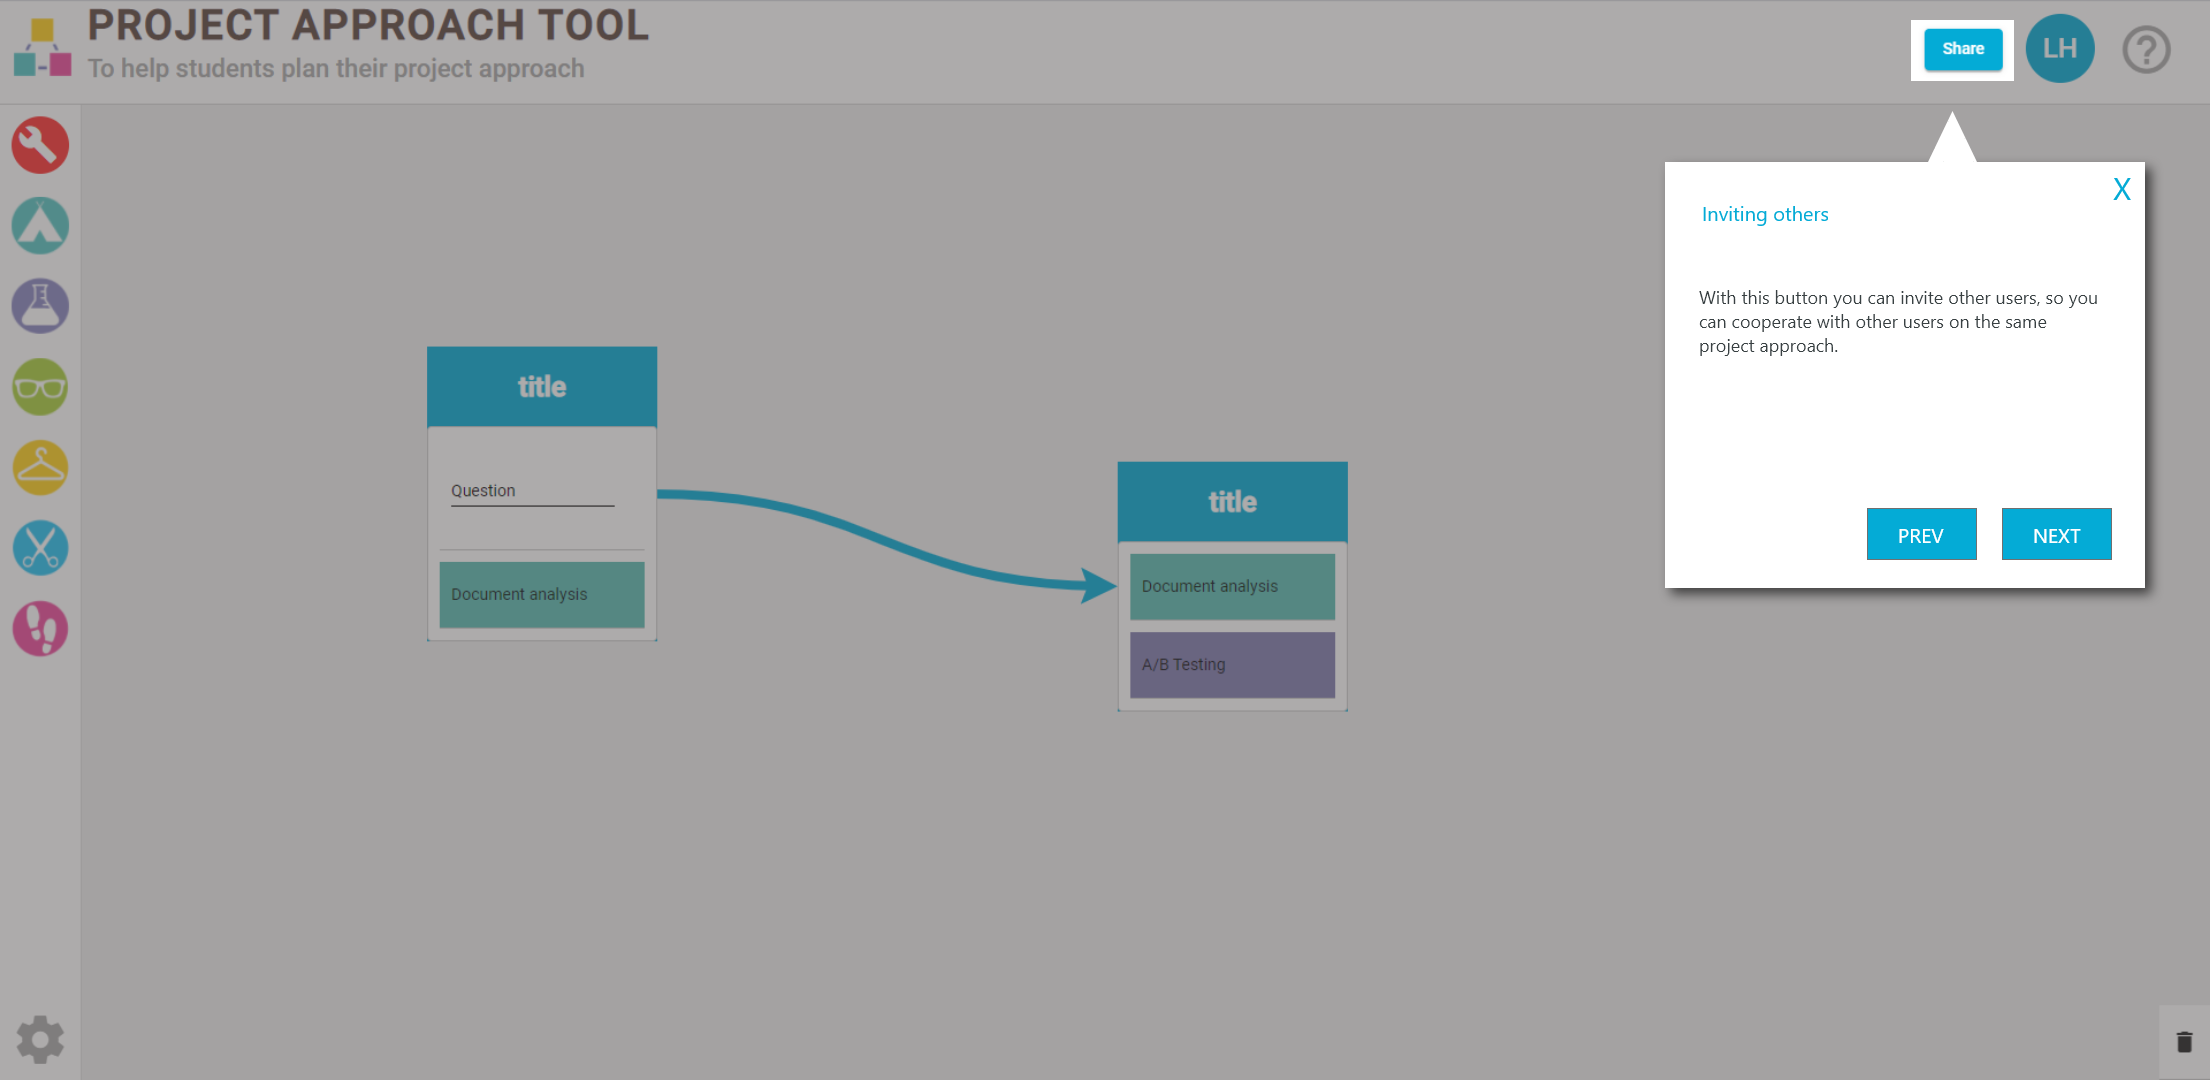 PROJECT APPROACH TOOL
To help students plan their project approach
Share
LH
?
X
Inviting others
With this button you can invite other users, so you
can cooperate with other users on the same
project approach.
PREV
NEXT
title
Question
Document analysis
title
Document analysis
A/B Testing